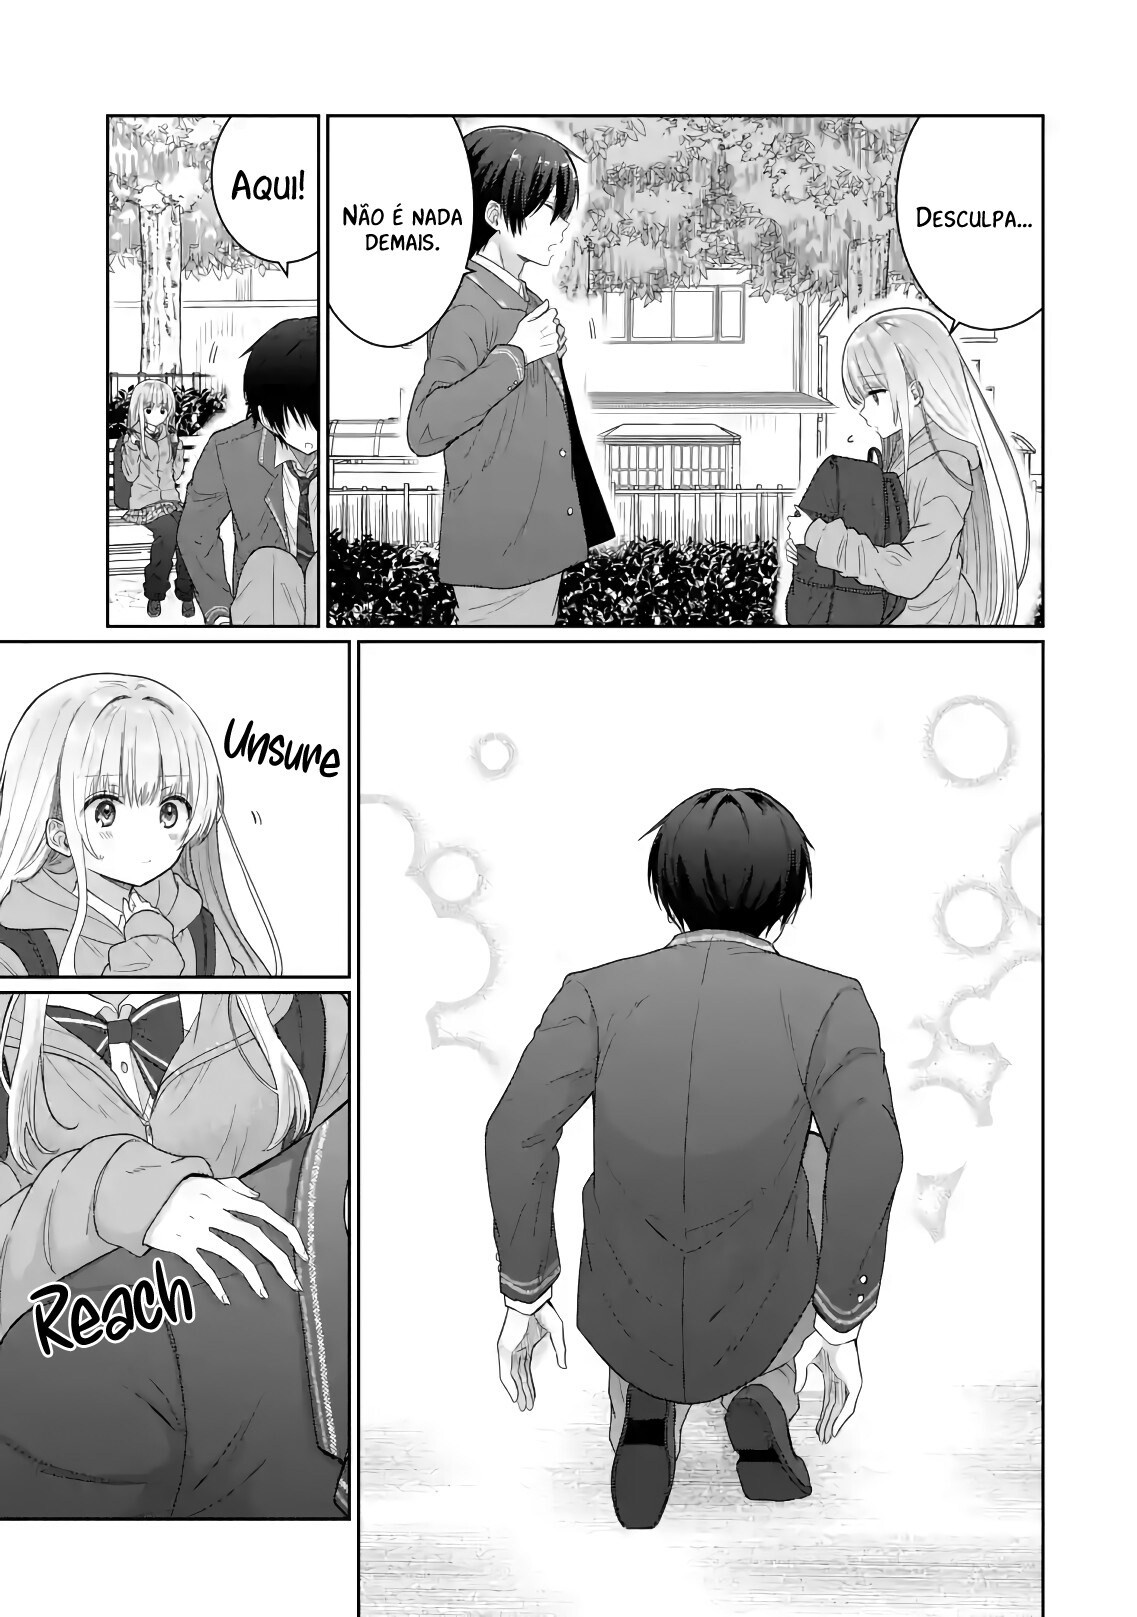 Desculpa...
Não é nada
demais.
Aqui!
Unsure
Reach